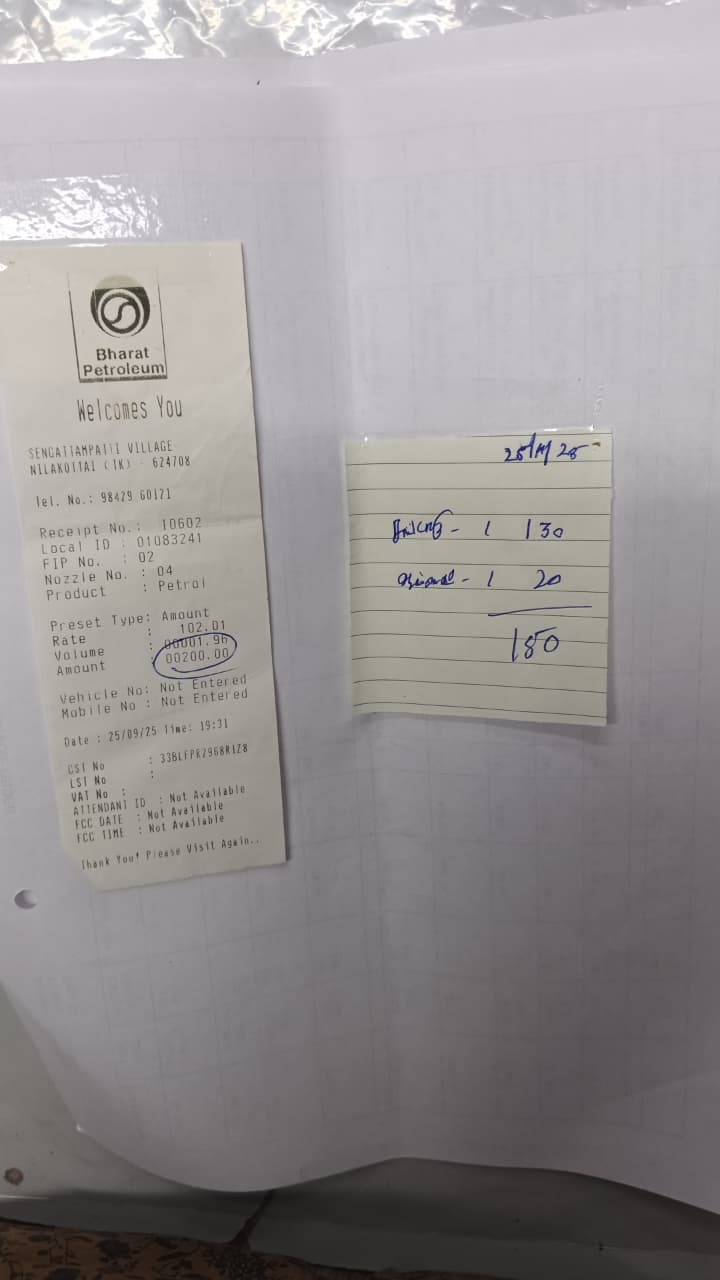 Bharat
Petroleum
Welcomes You
SENGATTAMPATTI VILLAGE
NILAKOTTAI (TK) - 624708
Tel. No.: 98429 60121
Receipt No.: 10602
Local ID : 01083241
FIP No. : 02
Nozzle No. : 04
Product : Petrol
Preset Type: Amount
Rate : 102.01
Volume : 00001.96
Amount : 00200.00
Vehicle No: Not Entered
Mobile No : Not Entered
Date : 25/09/25 Time: 19:31
GST No : 33BLFPR2968R1Z8
LST No :
VAT No :
ATTENDANT ID : Not Available
FCC DATE : Not Available
FCC TIME : Not Available
Thank You! Please Visit Again..
- 1 130
- 1 20
150